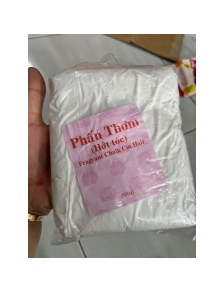 Phấn Thơm
(Hớt tóc)
Fragrant Chalk Cut Hair